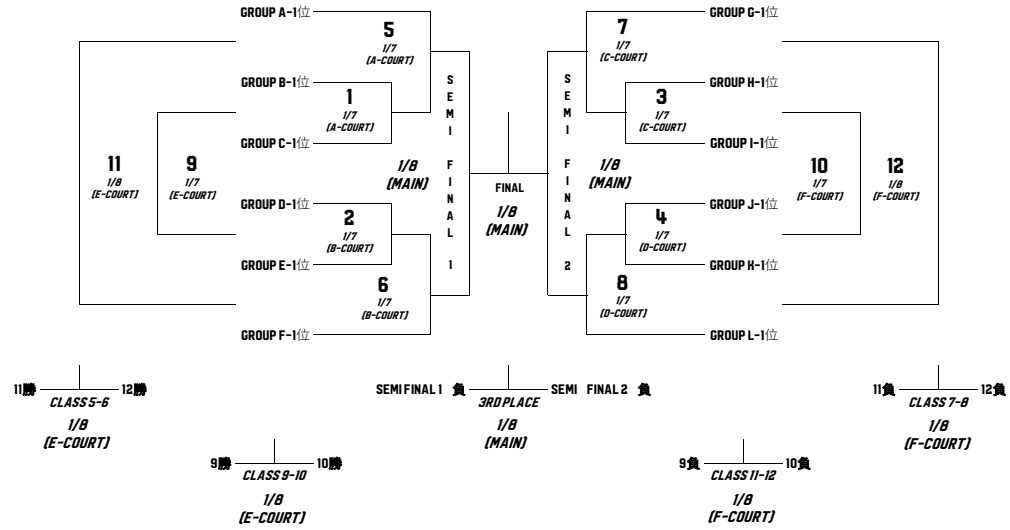 GROUP A-1位
GROUP G-1位
5
1/7
(A-COURT)
7
1/7
(C-COURT)
GROUP B-1位
GROUP H-1位
1
1/7
(A-COURT)
3
1/7
(C-COURT)
GROUP C-1位
GROUP I-1位
11
1/8
(E-COURT)
9
1/7
(E-COURT)
1/8
(MAIN)
SEMI FINAL 1
FINAL
1/8
(MAIN)
SEMI FINAL 2
1/8
(MAIN)
10
1/7
(F-COURT)
12
1/8
(F-COURT)
GROUP D-1位
GROUP J-1位
2
1/7
(B-COURT)
4
1/7
(D-COURT)
GROUP E-1位
GROUP K-1位
6
1/7
(B-COURT)
8
1/7
(D-COURT)
GROUP F-1位
GROUP L-1位
11勝 12勝
CLASS 5-6
1/8
(E-COURT)
SEMI FINAL 1 負 SEMI FINAL 2 負
3RD PLACE
1/8
(MAIN)
11負 12負
CLASS 7-8
1/8
(F-COURT)
9勝 10勝
CLASS 9-10
1/8
(E-COURT)
9負 10負
CLASS 11-12
1/8
(F-COURT)